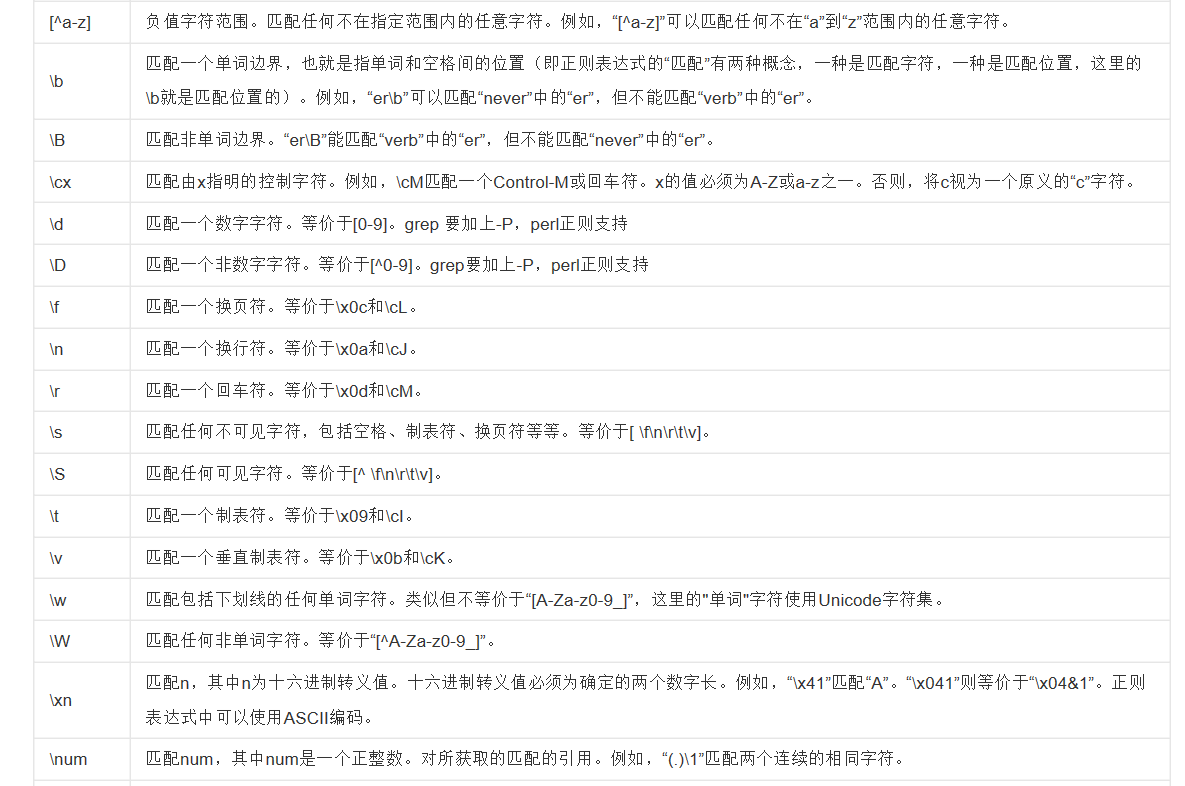 [^a-z] 负值字符范围。匹配任何不在指定范围内的任意字符。例如，“[^a-z]”可以匹配任何不在“a”到“z”范围内的任意字符。
\b 匹配一个单词边界，也就是指单词和空格间的位置（即正则表达式的“匹配”有两种概念，一种是匹配字符，一种是匹配位置，这里的
\b就是匹配位置的）。例如，“er\b”可以匹配“never”中的“er”，但不能匹配“verb”中的“er”。
\B 匹配非单词边界。“er\B”能匹配“verb”中的“er”，但不能匹配“never”中的“er”。
\cx 匹配由x指明的控制字符。例如，\cM匹配一个Control-M或回车符。x的值必须为A-Z或a-z之一。否则，将c视为一个原义的“c”字符。
\d 匹配一个数字字符。等价于[0-9]。grep 要加上-P，perl正则支持
\D 匹配一个非数字字符。等价于[^0-9]。grep要加上-P，perl正则支持
\f 匹配一个换页符。等价于\x0c和\cL。
\n 匹配一个换行符。等价于\x0a和\cJ。
\r 匹配一个回车符。等价于\x0d和\cM。
\s 匹配任何不可见字符，包括空格、制表符、换页符等等。等价于[ \f\n\r\t\v]。
\S 匹配任何可见字符。等价于[^ \f\n\r\t\v]。
\t 匹配一个制表符。等价于\x09和\cI。
\v 匹配一个垂直制表符。等价于\x0b和\cK。
\w 匹配包括下划线的任何单词字符。类似但不等价于“[A-Za-z0-9_]”，这里的"单词"字符使用Unicode字符集。
\W 匹配任何非单词字符。等价于“[^A-Za-z0-9_]”。
\xn 匹配n，其中n为十六进制转义值。十六进制转义值必须为确定的两个数字长。例如，“\x41”匹配“A”。“\x041”则等价于“\x04&1”。正则
表达式中可以使用ASCII编码。
\num 匹配num，其中num是一个正整数。对所获取的匹配的引用。例如，“(.)\1”匹配两个连续的相同字符。